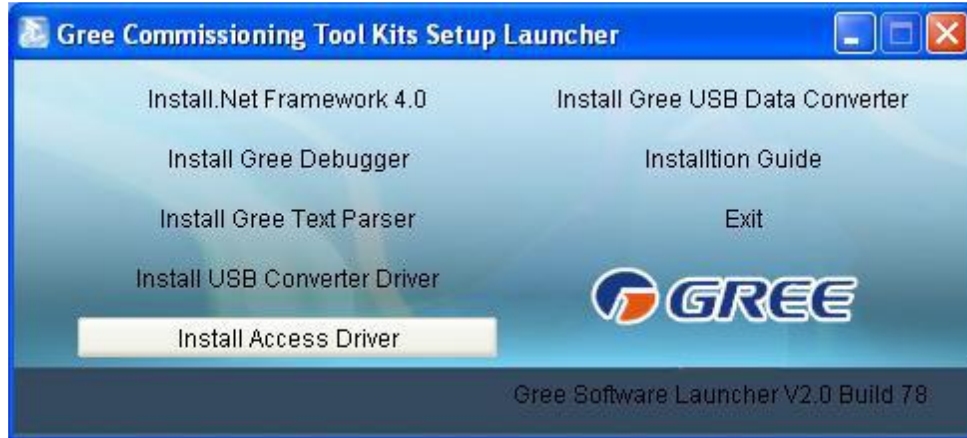 Gree Commissioning Tool Kits Setup Launcher
Install.Net Framework 4.0
Install Gree Debugger
Install Gree Text Parser
Install USB Converter Driver
Install Access Driver
Install Gree USB Data Converter
Installtion Guide
Exit
GREE
Gree Software Launcher V2.0 Build 78